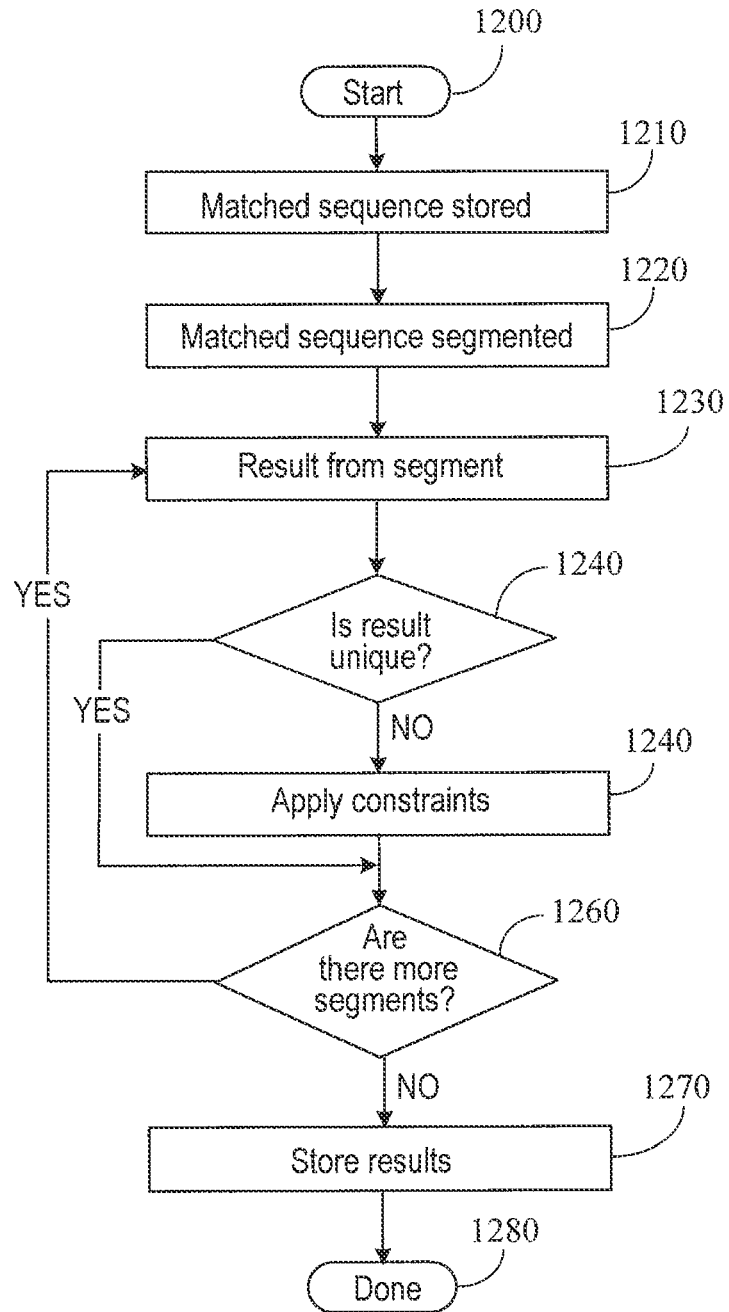 1200
Start
1210
Matched sequence stored
1220
Matched sequence segmented
1230
Result from segment
1240
Is result
unique?
YES
YES
NO
1240
Apply constraints
1260
Are
there more
segments?
NO
1270
Store results
1280
Done